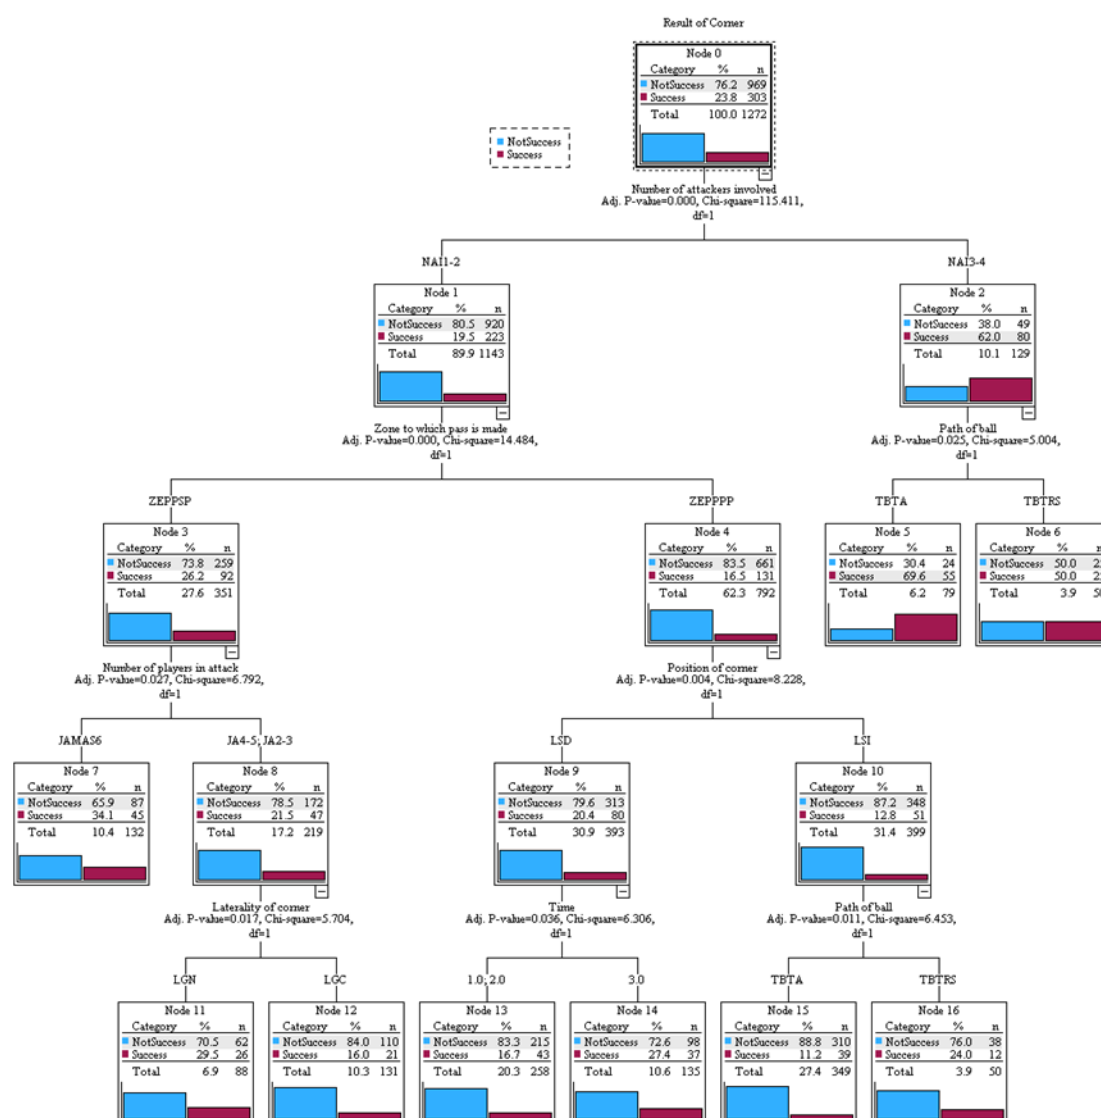 Result of Corner
Node 0
Category % n
NotSuccess 76.2 969
Success 23.8 303
Total 100.0 1272
NotSuccess
Success
Number of attackers involved
Adj. P-value=0.000, Chi-square=115.411,
df=1
NAI1-2
NAI3-4
Node 1
Category % n
NotSuccess 80.5 920
Success 19.5 223
Total 89.9 1143
Node 2
Category % n
NotSuccess 38.0 49
Success 62.0 80
Total 10.1 129
Zone to which pass is made
Adj. P-value=0.000, Chi-square=14.484,
df=1
Path of ball
Adj. P-value=0.025, Chi-square=5.004,
df=1
ZEPPSP
ZEPPPP
TBTA
TBTRS
Node 3
Category % n
NotSuccess 73.8 259
Success 26.2 92
Total 27.6 351
Node 4
Category % n
NotSuccess 83.5 661
Success 16.5 131
Total 62.3 792
Node 5
Category % n
NotSuccess 30.4 24
Success 69.6 55
Total 6.2 79
Node 6
Category % n
NotSuccess 50.0
Success 50.0
Total 3.9
Number of players in attack
Adj. P-value=0.027, Chi-square=6.792,
df=1
Position of corner
Adj. P-value=0.004, Chi-square=8.228,
df=1
JAMAS6
JA4-5; JA2-3
LSD
LSI
Node 7
Category % n
NotSuccess 65.9 87
Success 34.1 45
Total 10.4 132
Node 8
Category % n
NotSuccess 78.5 172
Success 21.5 47
Total 17.2 219
Node 9
Category % n
NotSuccess 79.6 313
Success 20.4 80
Total 30.9 393
Node 10
Category % n
NotSuccess 87.2 348
Success 12.8 51
Total 31.4 399
Laterality of corner
Adj. P-value=0.017, Chi-square=5.704,
df=1
Time
Adj. P-value=0.036, Chi-square=6.306,
df=1
Path of ball
Adj. P-value=0.011, Chi-square=6.453,
df=1
LGN
LGC
1.0; 2.0
3.0
TBTA
TBTRS
Node 11
Category % n
NotSuccess 70.5 62
Success 29.5 26
Total 6.9 88
Node 12
Category % n
NotSuccess 84.0 110
Success 16.0 21
Total 10.3 131
Node 13
Category % n
NotSuccess 83.3 215
Success 16.7 43
Total 20.3 258
Node 14
Category % n
NotSuccess 72.6 98
Success 27.4 37
Total 10.6 135
Node 15
Category % n
NotSuccess 88.8 310
Success 11.2 39
Total 27.4 349
Node 16
Category % n
NotSuccess 76.0 38
Success 24.0 12
Total 3.9 50